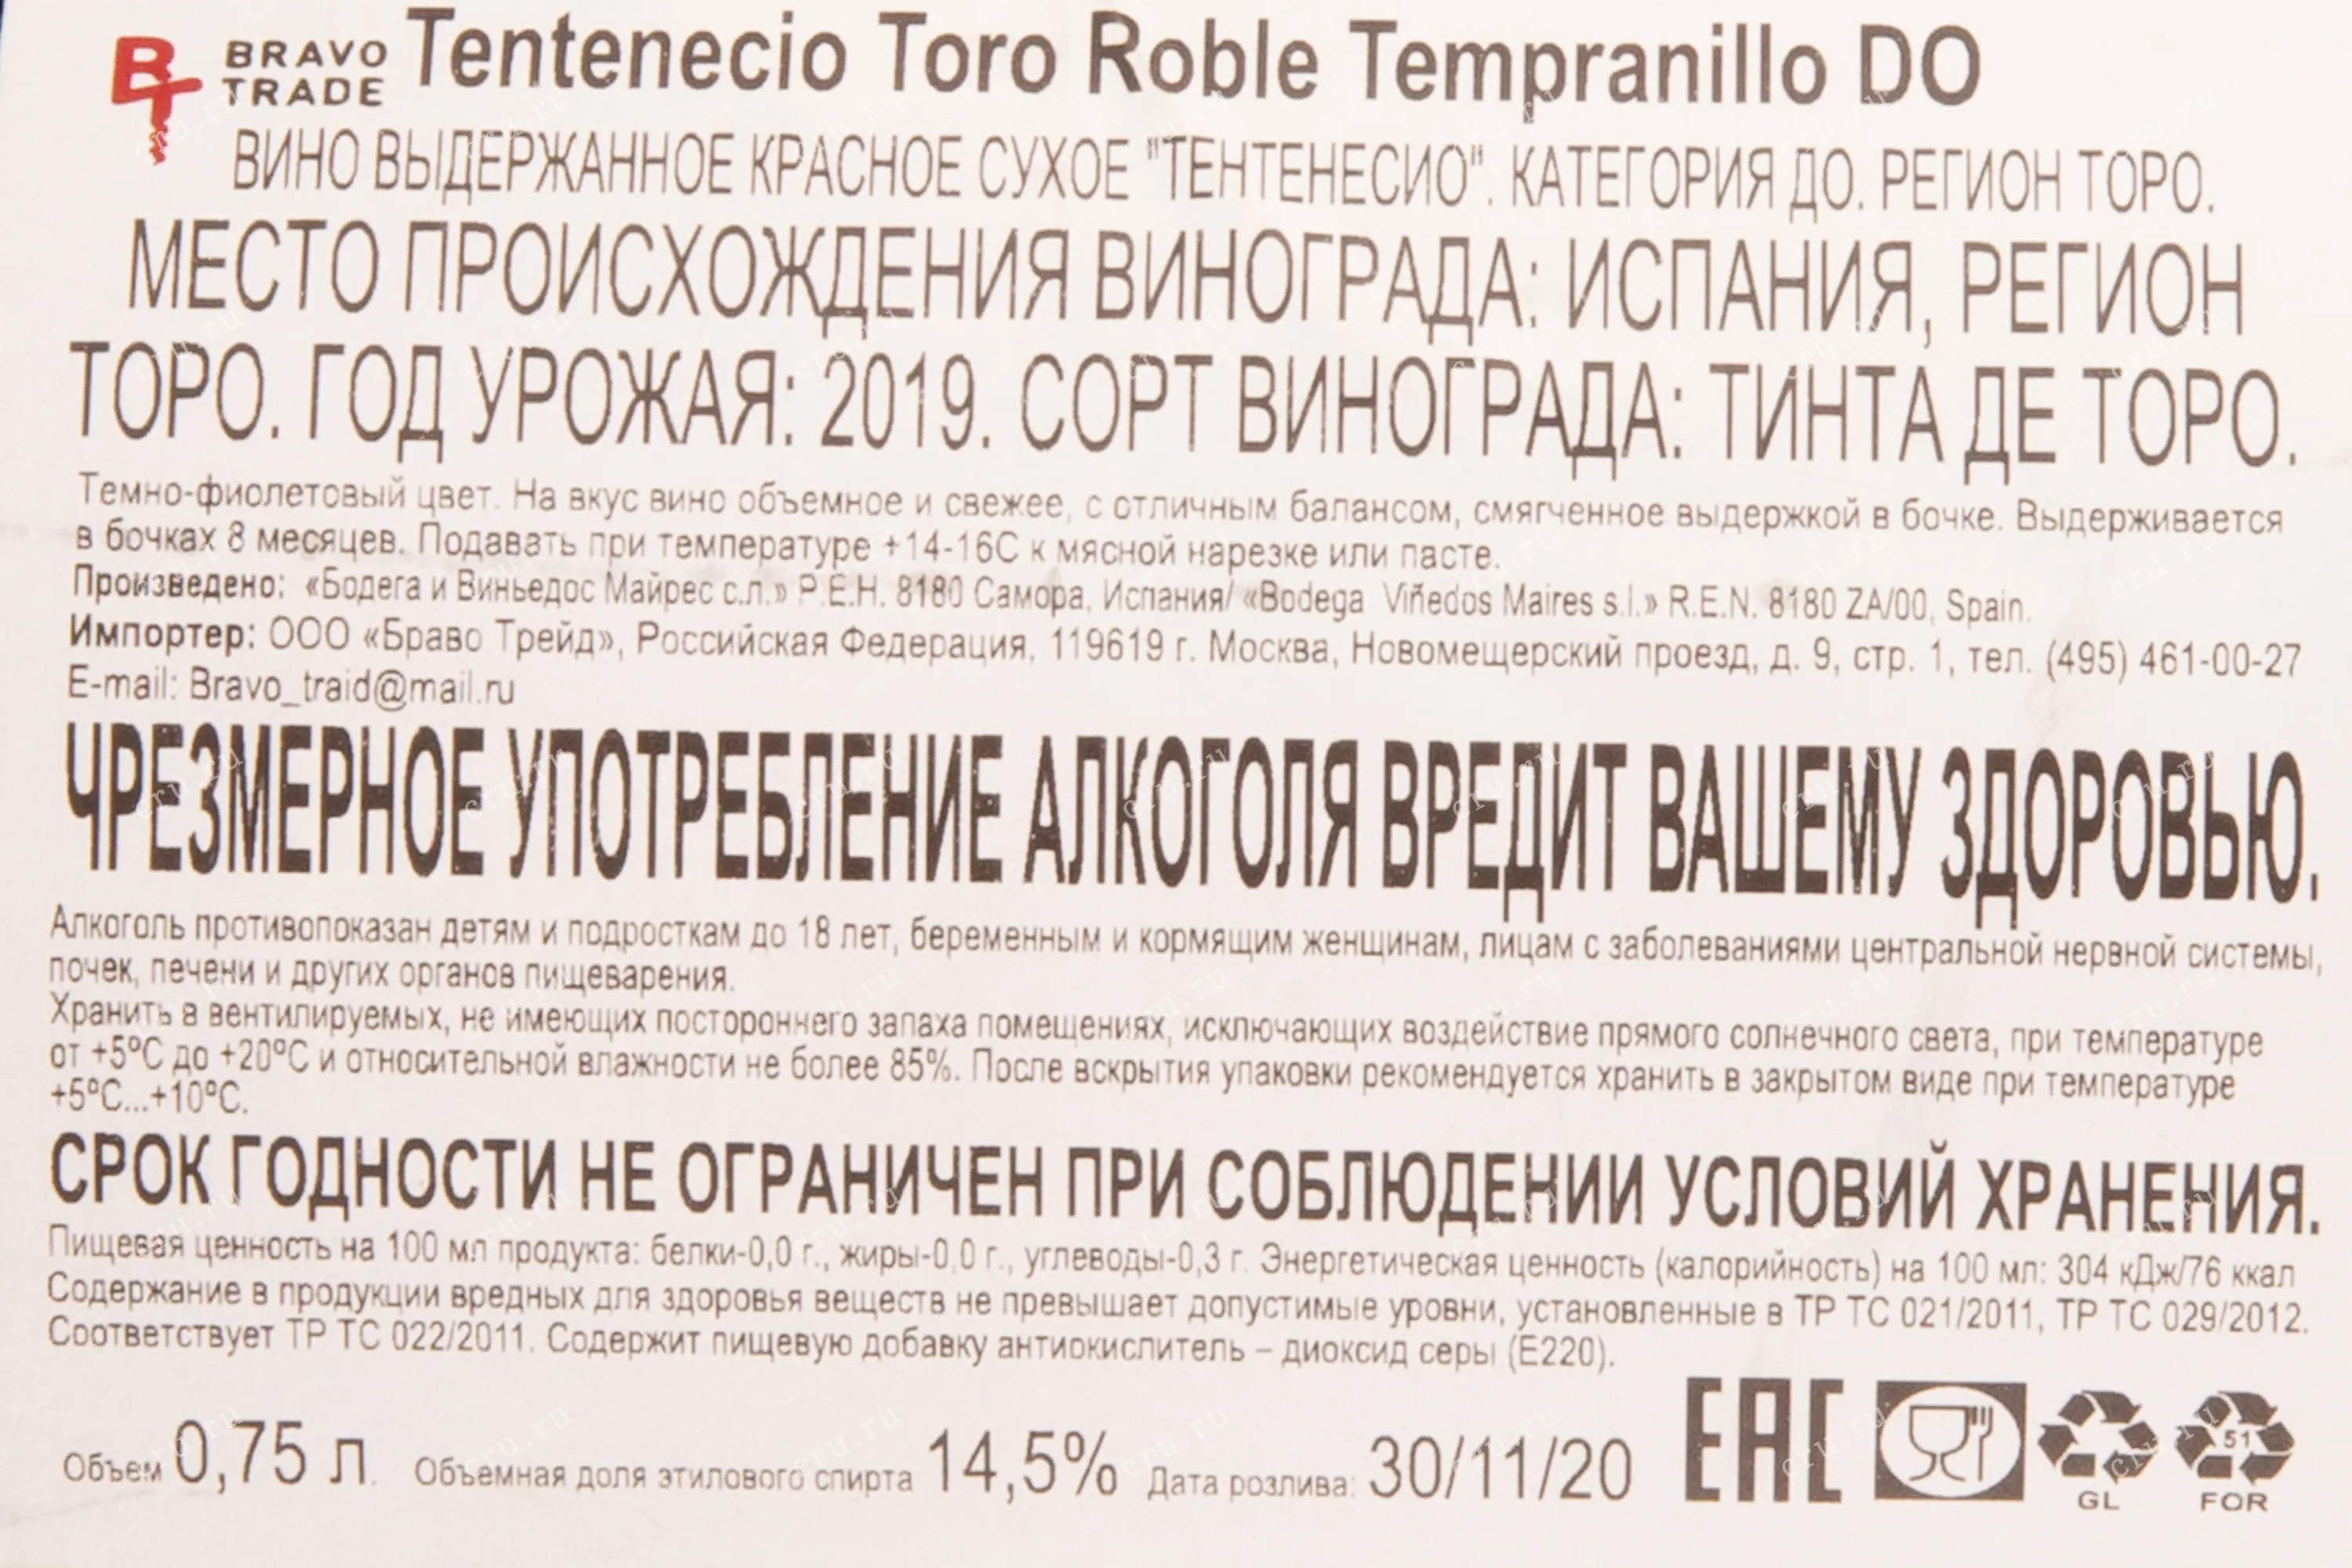 BRAVO TRADE
Tentenecio Toro Roble Tempranillo DO
ВИНО ВЫДЕРЖАННОЕ КРАСНОЕ СУХОЕ "ТЕНТЕНЕСИО". КАТЕГОРИЯ ДО. РЕГИОН ТОРО.
МЕСТО ПРОИСХОЖДЕНИЯ ВИНОГРАДА: ИСПАНИЯ, РЕГИОН
ТОРО. ГОД УРОЖАЯ: 2019. СОРТ ВИНОГРАДА: ТИНТА ДЕ ТОРО.
Темно-фиолетовый цвет. На вкус вино объемное и свежее, с отличным балансом, смягченное выдержкой в бочке. Выдерживается
в бочках 8 месяцев. Подавать при температуре +14-16С к мясной нарезке или пасте.
Произведено: «Бодега и Виньедос Майрес с.л.» Р.Е.Н. 8180 Самора, Испания/ «Bodega Viñedos Maires s.l.» R.E.N. 8180 ZA/00, Spain.
Импортер: ООО «Браво Трейд», Российская Федерация, 119619 г. Москва, Новомещерский проезд, д. 9, стр. 1, тел. (495) 461-00-27
E-mail: Bravo_traid@mail.ru
ЧРЕЗМЕРНОЕ УПОТРЕБЛЕНИЕ АЛКОГОЛЯ ВРЕДИТ ВАШЕМУ ЗДОРОВЬЮ.
Алкоголь противопоказан детям и подросткам до 18 лет, беременным и кормящим женщинам, лицам с заболеваниями центральной нервной системы,
почек, печени и других органов пищеварения.
Хранить в вентилируемых, не имеющих постороннего запаха помещениях, исключающих воздействие прямого солнечного света, при температуре
от +5ºС до +20ºС и относительной влажности не более 85%. После вскрытия упаковки рекомендуется хранить в закрытом виде при температуре
+5ºС...+10ºС.
СРОК ГОДНОСТИ НЕ ОГРАНИЧЕН ПРИ СОБЛЮДЕНИИ УСЛОВИЙ ХРАНЕНИЯ.
Пищевая ценность на 100 мл продукта: белки-0,0 г., жиры-0,0 г., углеводы-0,3 г. Энергетическая ценность (калорийность) на 100 мл: 304 кДж/76 ккал
Содержание в продукции вредных для здоровья веществ не превышает допустимые уровни, установленные в ТР ТС 021/2011, ТР ТС 029/2012.
Соответствует ТР ТС 022/2011. Содержит пищевую добавку антиокислитель – диоксид серы (Е220).
Объем 0,75 л. Объемная доля этилового спирта 14,5% Дата розлива: 30/11/20 EAC GL 51 FOR